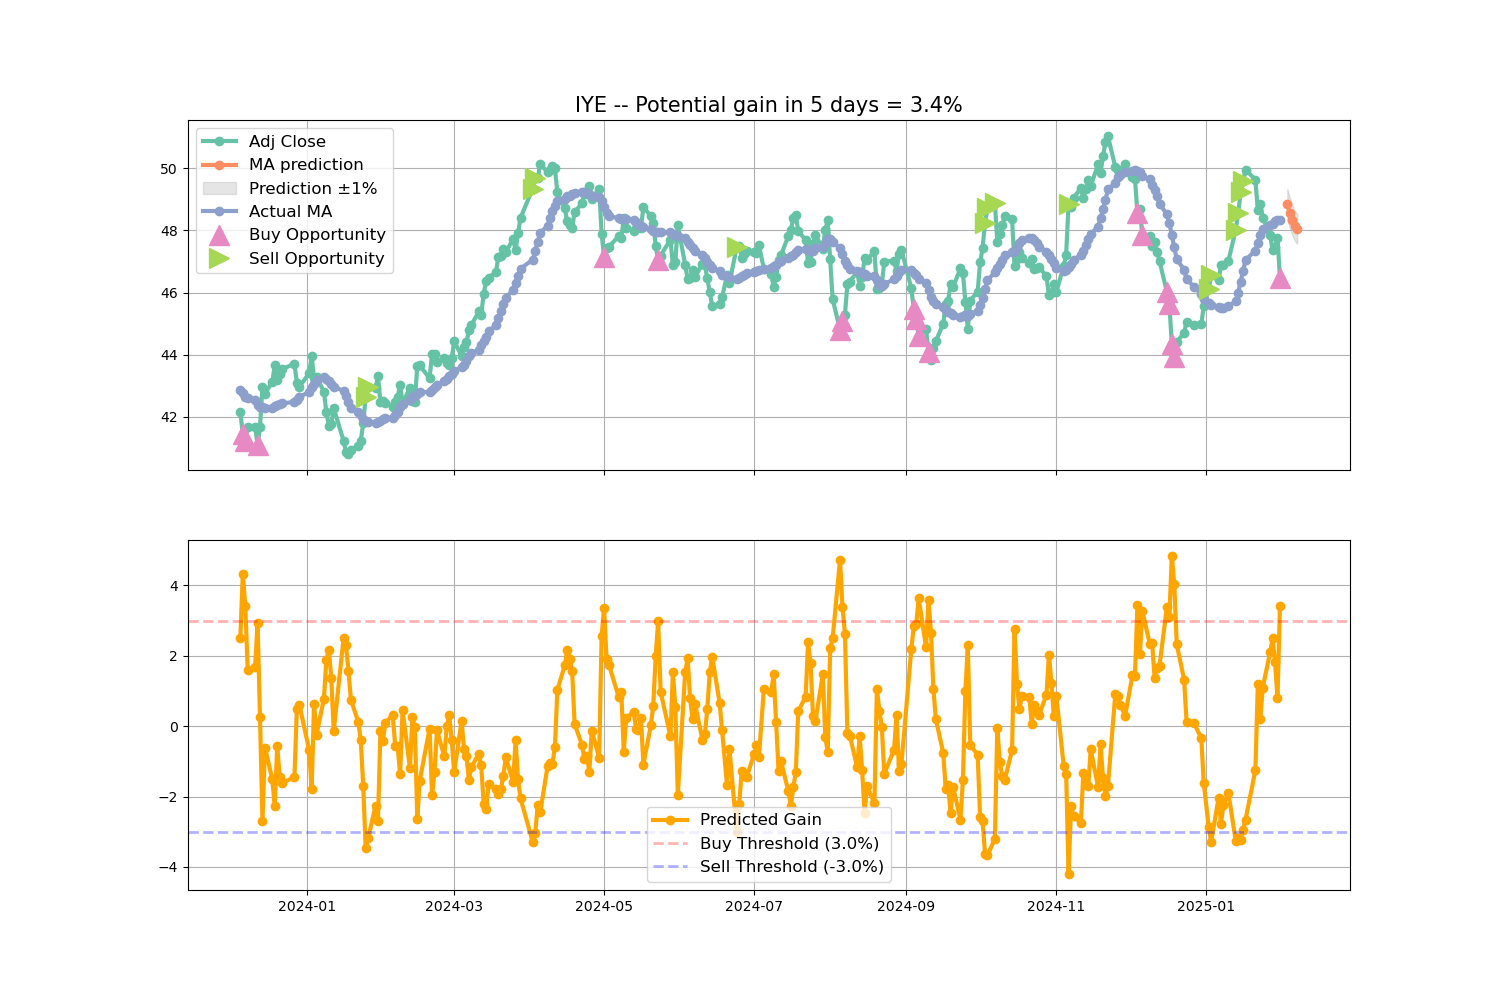 IYE -- Potential gain in 5 days = 3.4%
Adj Close
MA prediction
Prediction ±1%
Actual MA
Buy Opportunity
Sell Opportunity
50
48
46
44
42
4
2
0
−2
−4
Predicted Gain
Buy Threshold (3.0%)
Sell Threshold (-3.0%)
2024-01 2024-03 2024-05 2024-07 2024-09 2024-11 2025-01